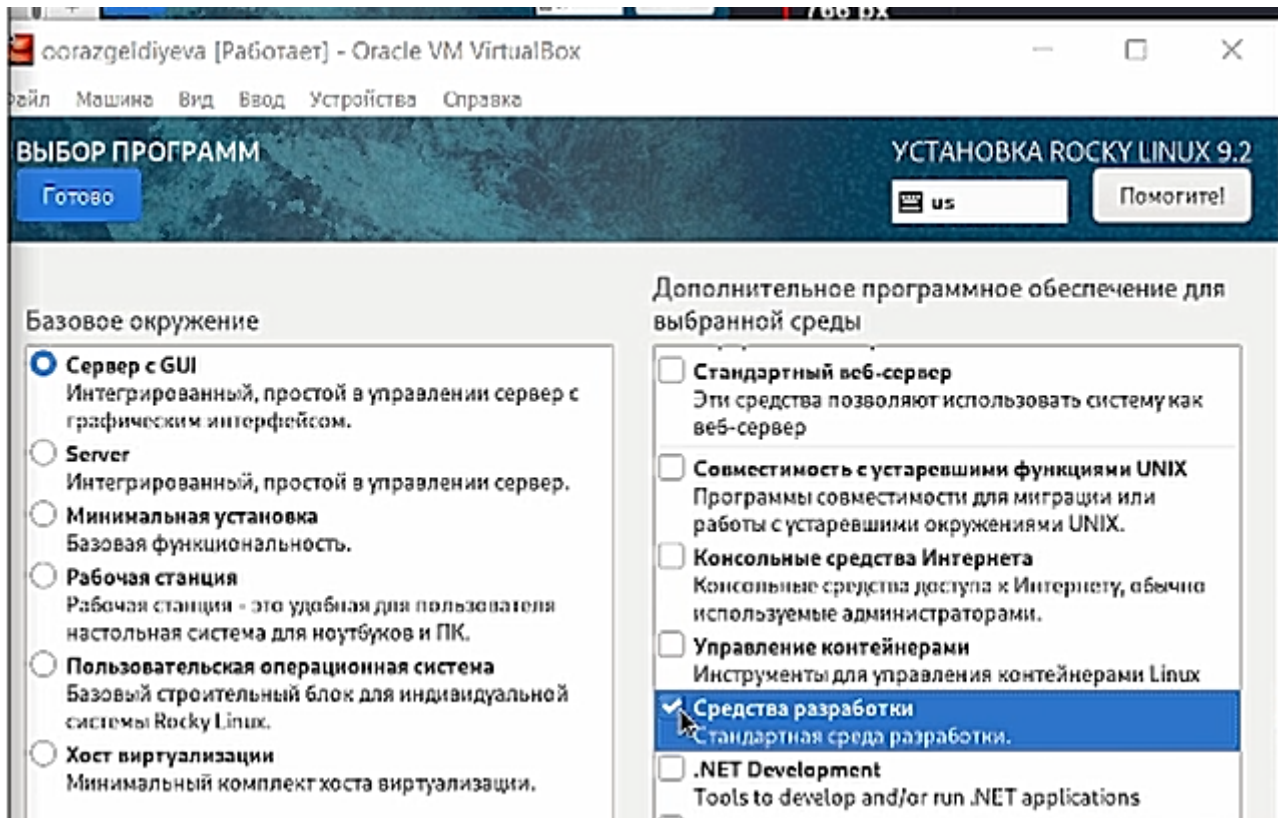 766 px
oorazgeldiyeva [Работает] - Oracle VM VirtualBox
Файл Машина Вид Ввод Устройства Справка
ВЫБОР ПРОГРАММ
УСТАНОВКА ROCKY LINUX 9.2
Готово
us
Помогите!
Базовое окружение
Сервер с GUI
Интегрированный, простой в управлении сервер с
графическим интерфейсом.
Server
Интегрированный, простой в управлении сервер.
Минимальная установка
Базовая функциональность.
Рабочая станция
Рабочая станция - это удобная для пользователя
настольная система для ноутбуков и ПК.
Пользовательская операционная система
Базовый строительный блок для индивидуальной
системы Rocky Linux.
Хост виртуализации
Минимальный комплект хоста виртуализации.
Дополнительное программное обеспечение для
выбранной среды
Стандартный веб-сервер
Эти средства позволяют использовать систему как
веб-сервер
Совместимость с устаревшими функциями UNIX
Программы совместимости для миграции или
работы с устаревшими окружениями UNIX.
Консольные средства Интернета
Консольные средства доступа к Интернету, обычно
используемые администраторами.
Управление контейнерами
Инструменты для управления контейнерами Linux
Средства разработки
Стандартная среда разработки.
.NET Development
Tools to develop and/or run .NET applications